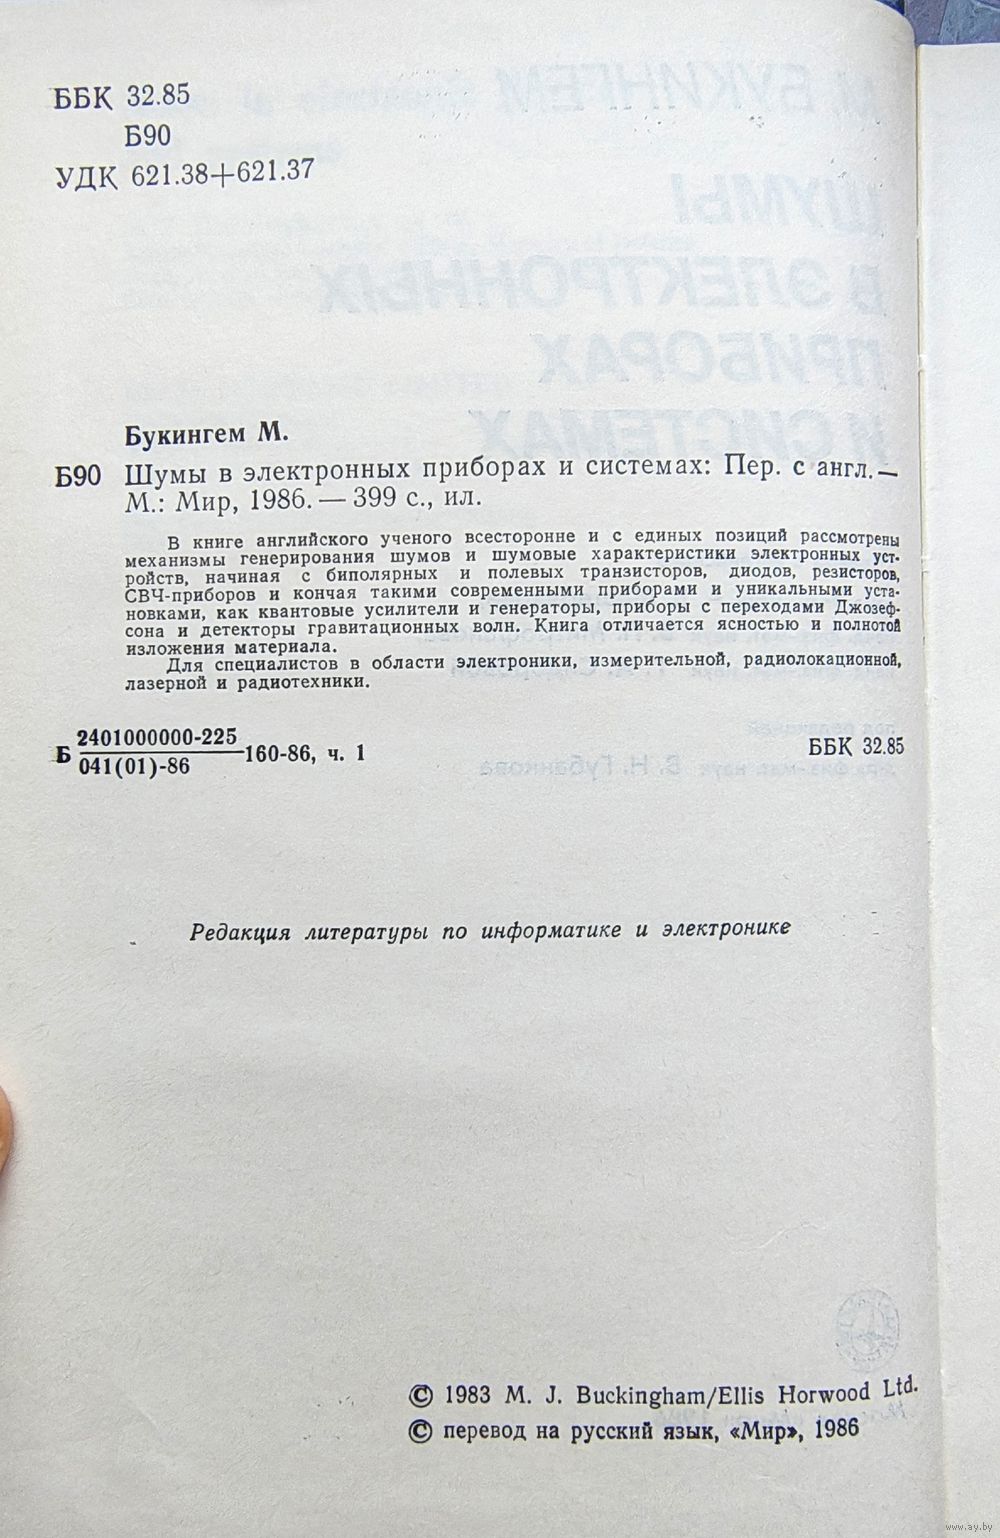 ББК 32.85
Б90
УДК 621.38+621.37
Букингем М.
Б90 Шумы в электронных приборах и системах: Пер. с англ. —
М.: Мир, 1986. — 399 с., ил.
В книге английского ученого всесторонне и с единых позиций рассмотрены
механизмы генерирования шумов и шумовые характеристики электронных уст-
ройств, начиная с биполярных и полевых транзисторов, диодов, резисторов,
СВЧ-приборов и кончая такими современными приборами и уникальными уста-
новками, как квантовые усилители и генераторы, приборы с переходами Джозеф-
сона и детекторы гравитационных волн. Книга отличается ясностью и полнотой
изложения материала.
Для специалистов в области электроники, измерительной, радиолокационной,
лазерной и радиотехники.
Б 2401000000-225
041(01)-86 160-86, ч. 1
ББК 32.85
Редакция литературы по информатике и электронике
© 1983 M. J. Buckingham/Ellis Horwood Ltd.
© перевод на русский язык, «Мир», 1986
www.ay.by